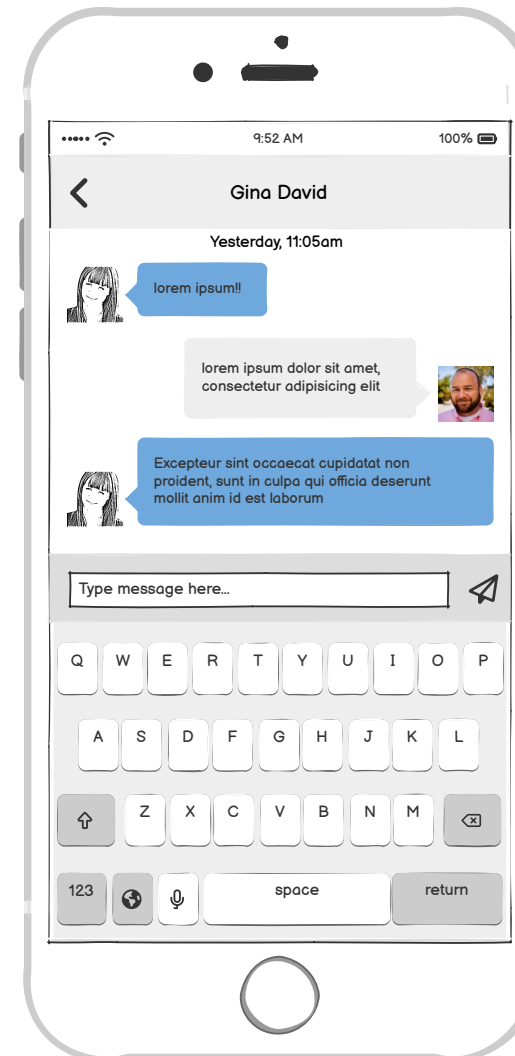 9:52 AM
100%
Gina David
Yesterday, 11:05am
lorem ipsum!!
lorem ipsum dolor sit amet,
consectetur adipisicing elit
Excepteur sint occaecat cupidatat non
proident, sunt in culpa qui officia deserunt
mollit anim id est laborum
Type message here...
Q W E R T Y U I O P
A S D F G H J K L
Z X C V B N M
123 space return